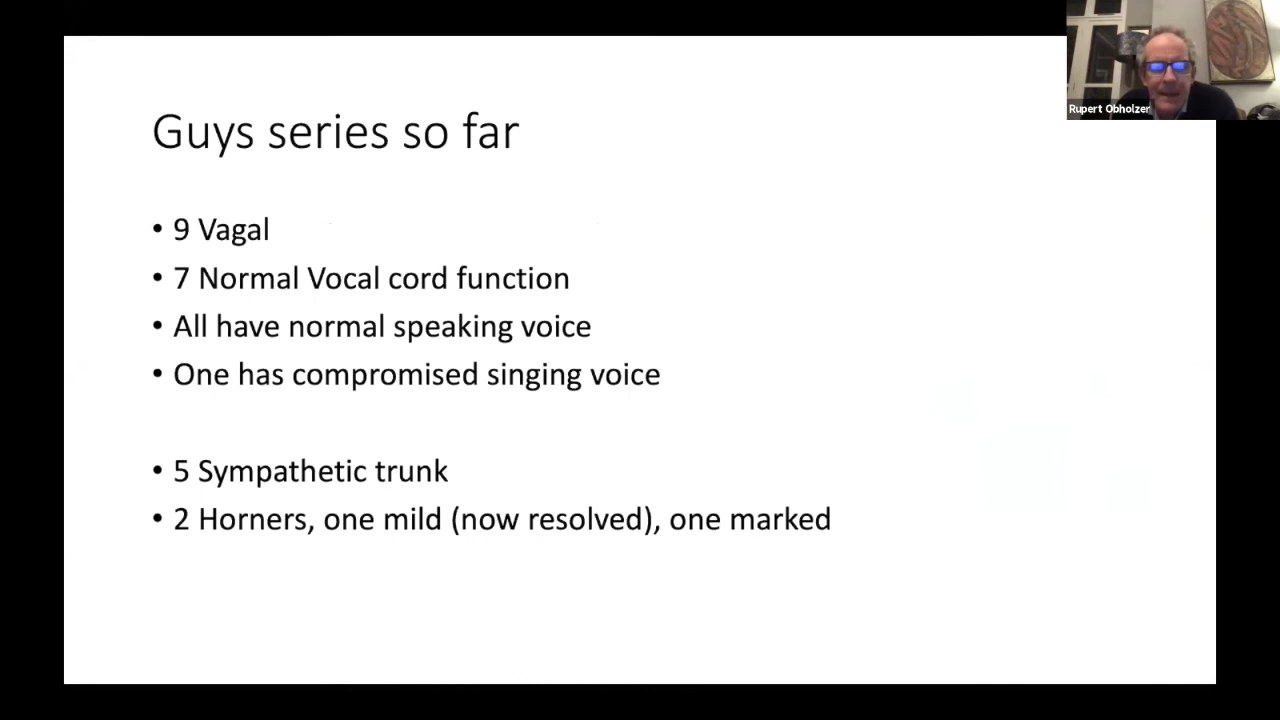 Rupert Obholzer
Guys series so far
• 9 Vagal
• 7 Normal Vocal cord function
• All have normal speaking voice
• One has compromised singing voice
• 5 Sympathetic trunk
• 2 Horners, one mild (now resolved), one marked